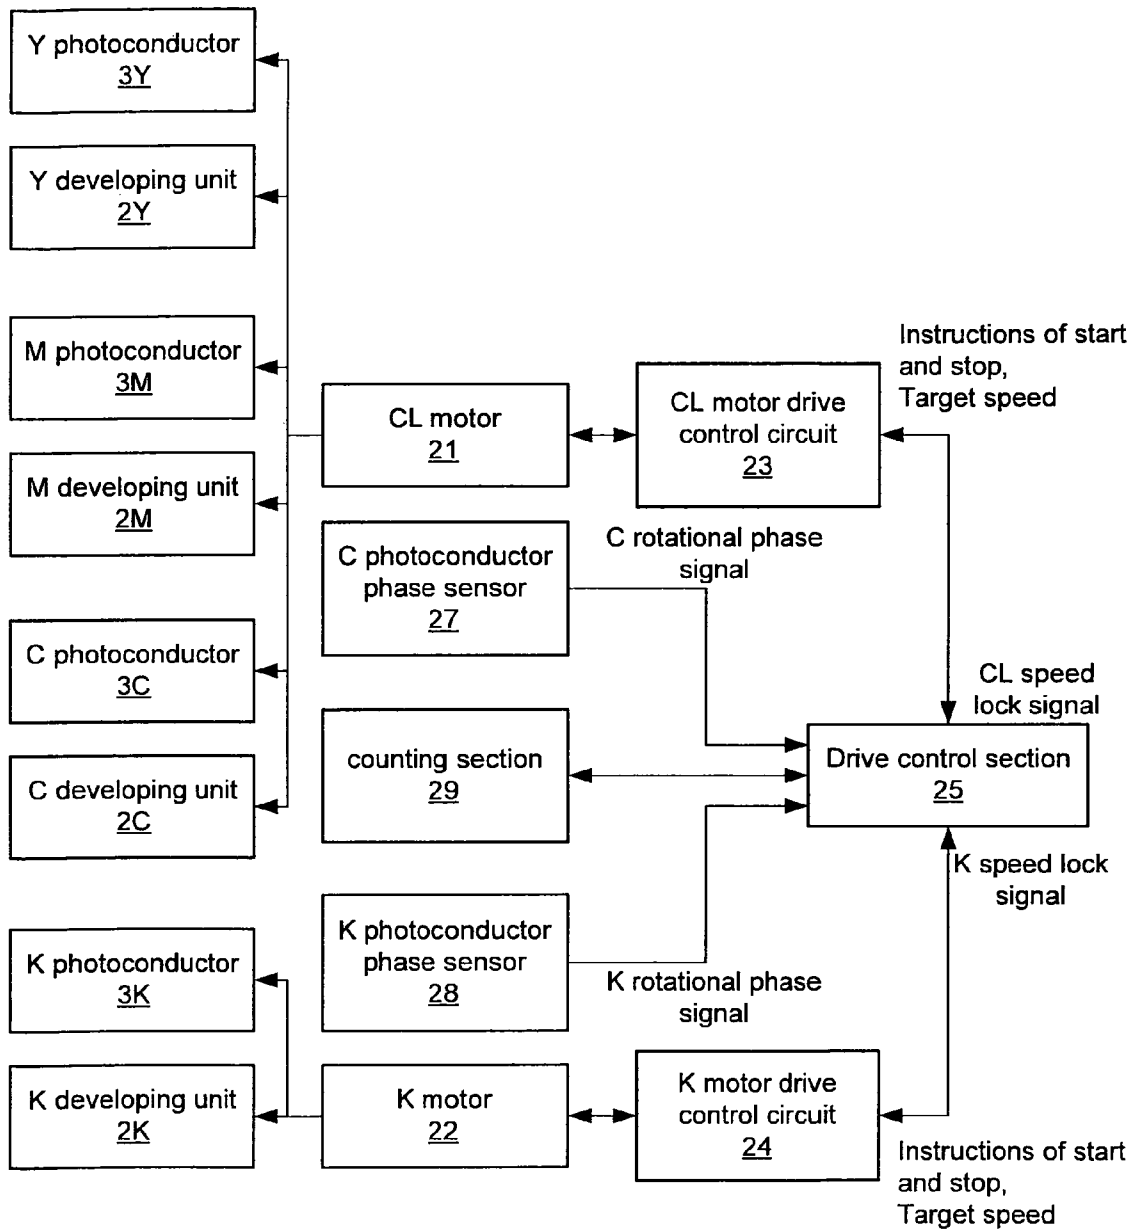 Y photoconductor
3Y
Y developing unit
2Y
M photoconductor
3M
M developing unit
2M
C photoconductor
3C
C developing unit
2C
K photoconductor
3K
K developing unit
2K
CL motor
21
C photoconductor
phase sensor
27
counting section
29
K photoconductor
phase sensor
28
K motor
22
CL motor drive
control circuit
23
C rotational phase
signal
K rotational phase
signal
K motor drive
control circuit
24
Instructions of start
and stop,
Target speed
CL speed
lock signal
Drive control section
25
K speed lock
signal
Instructions of start
and stop,
Target speed